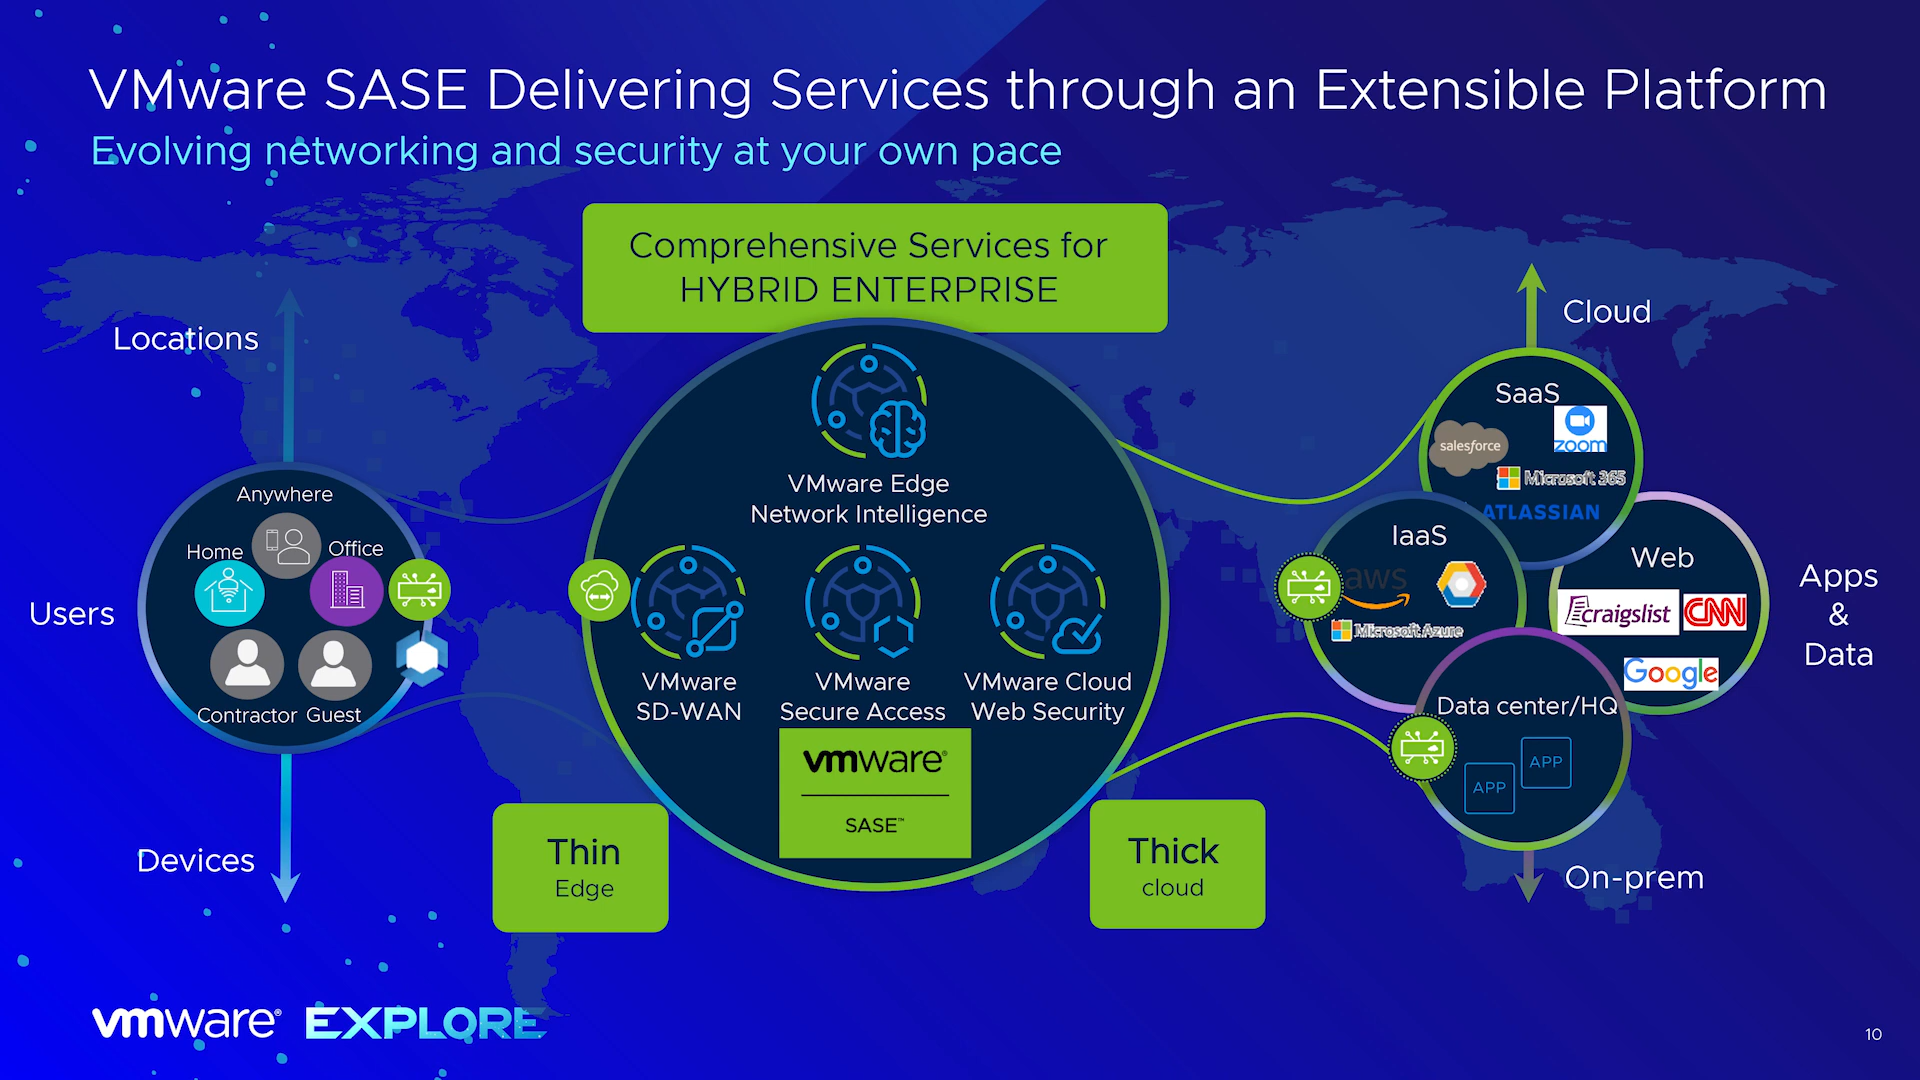 VMware SASE Delivering Services through an Extensible Platform
Evolving networking and security at your own pace
Comprehensive Services for
HYBRID ENTERPRISE
Locations
Users
Devices
Anywhere
Home
Office
Contractor
Guest
VMware Edge
Network Intelligence
VMware
SD-WAN
VMware
Secure Access
VMware Cloud
Web Security
vmware®
SASE™
Thin
Edge
Thick
cloud
Cloud
SaaS
salesforce
zoom
Microsoft 365
ATLASSIAN
IaaS
aws
Microsoft Azure
Web
craigslist
CNN
Google
Data center/HQ
APP
APP
Apps
&
Data
On-prem
vmware® EXPLORE
10